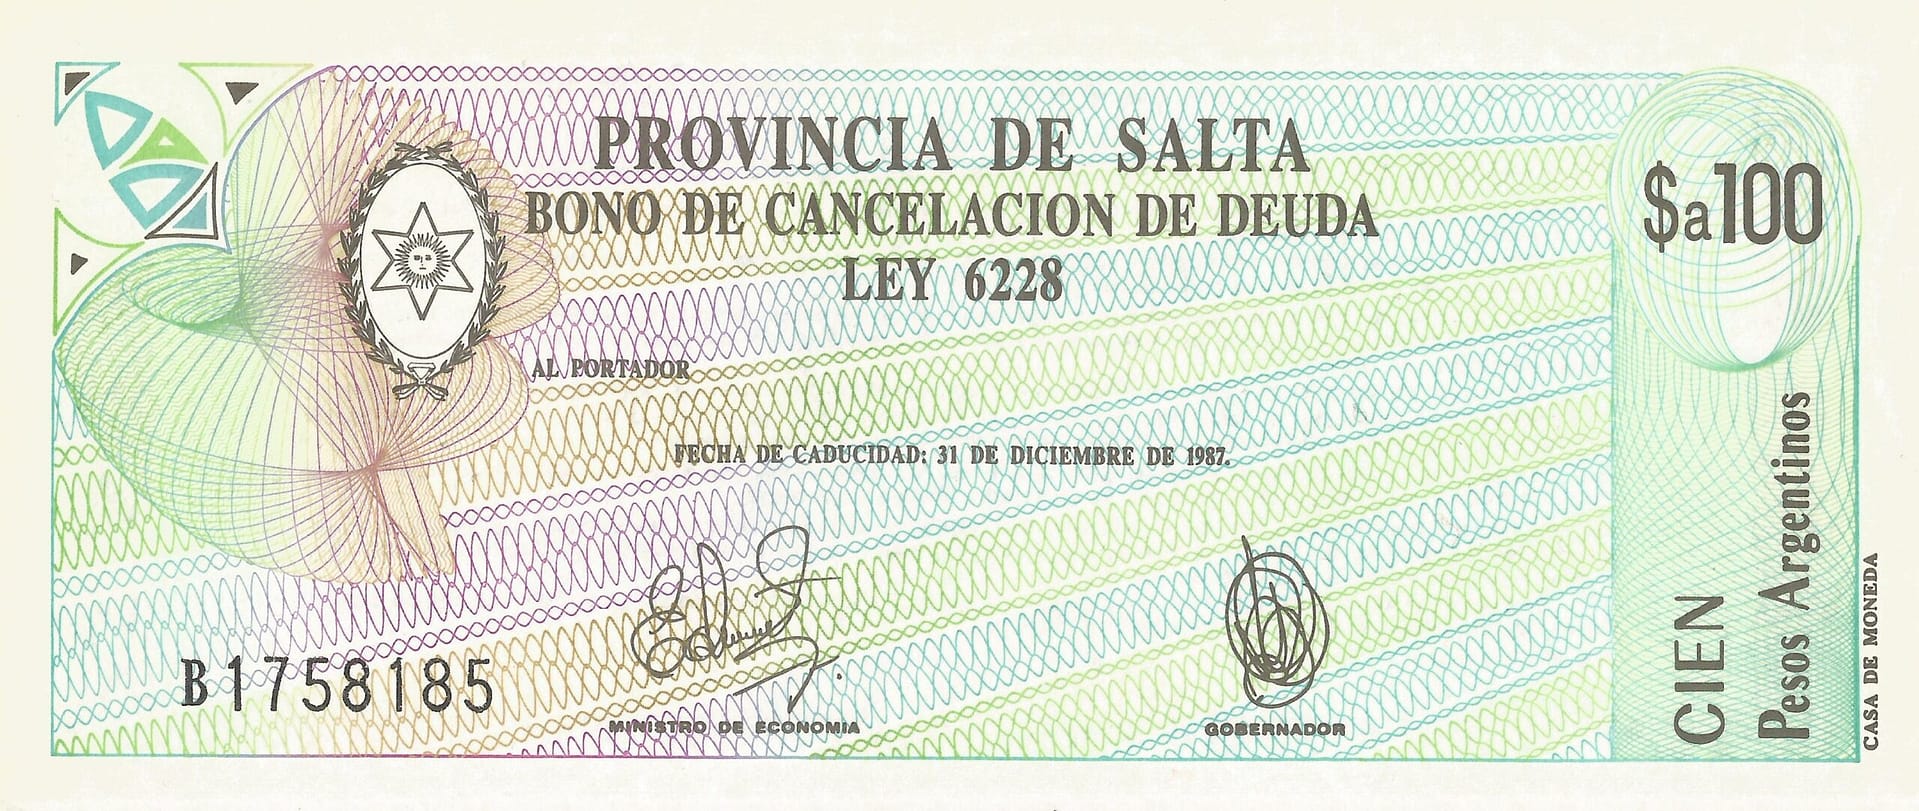 PROVINCIA DE SALTA
BONO DE CANCELACION DE DEUDA
LEY 6228
$a100
AL PORTADOR
FECHA DE CADUCIDAD: 31 DE DICIEMBRE DE 1987.
B1758185
MINISTRO DE ECONOMIA
GOBERNADOR
CIEN
Pesos Argentinos
CASA DE MONEDA